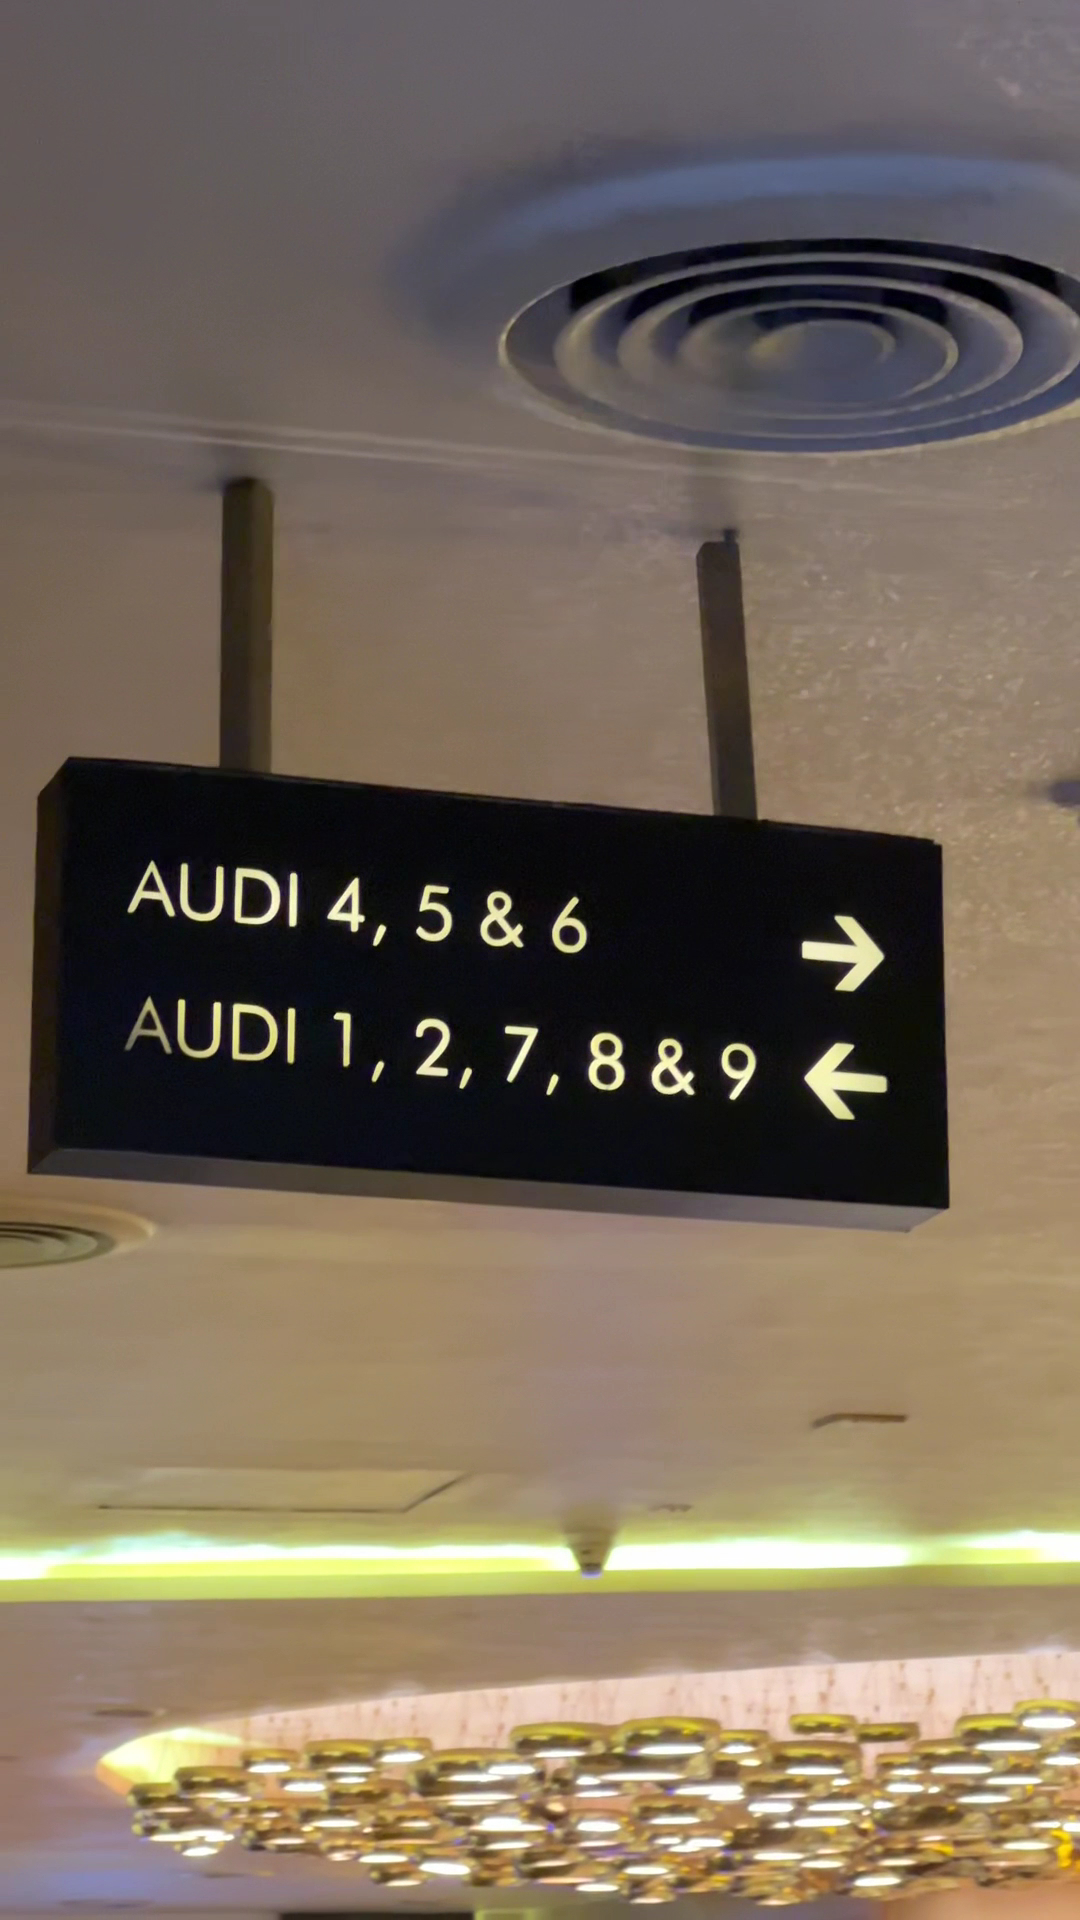 AUDI 4, 5 & 6 →
AUDI 1, 2, 7, 8 & 9 ←